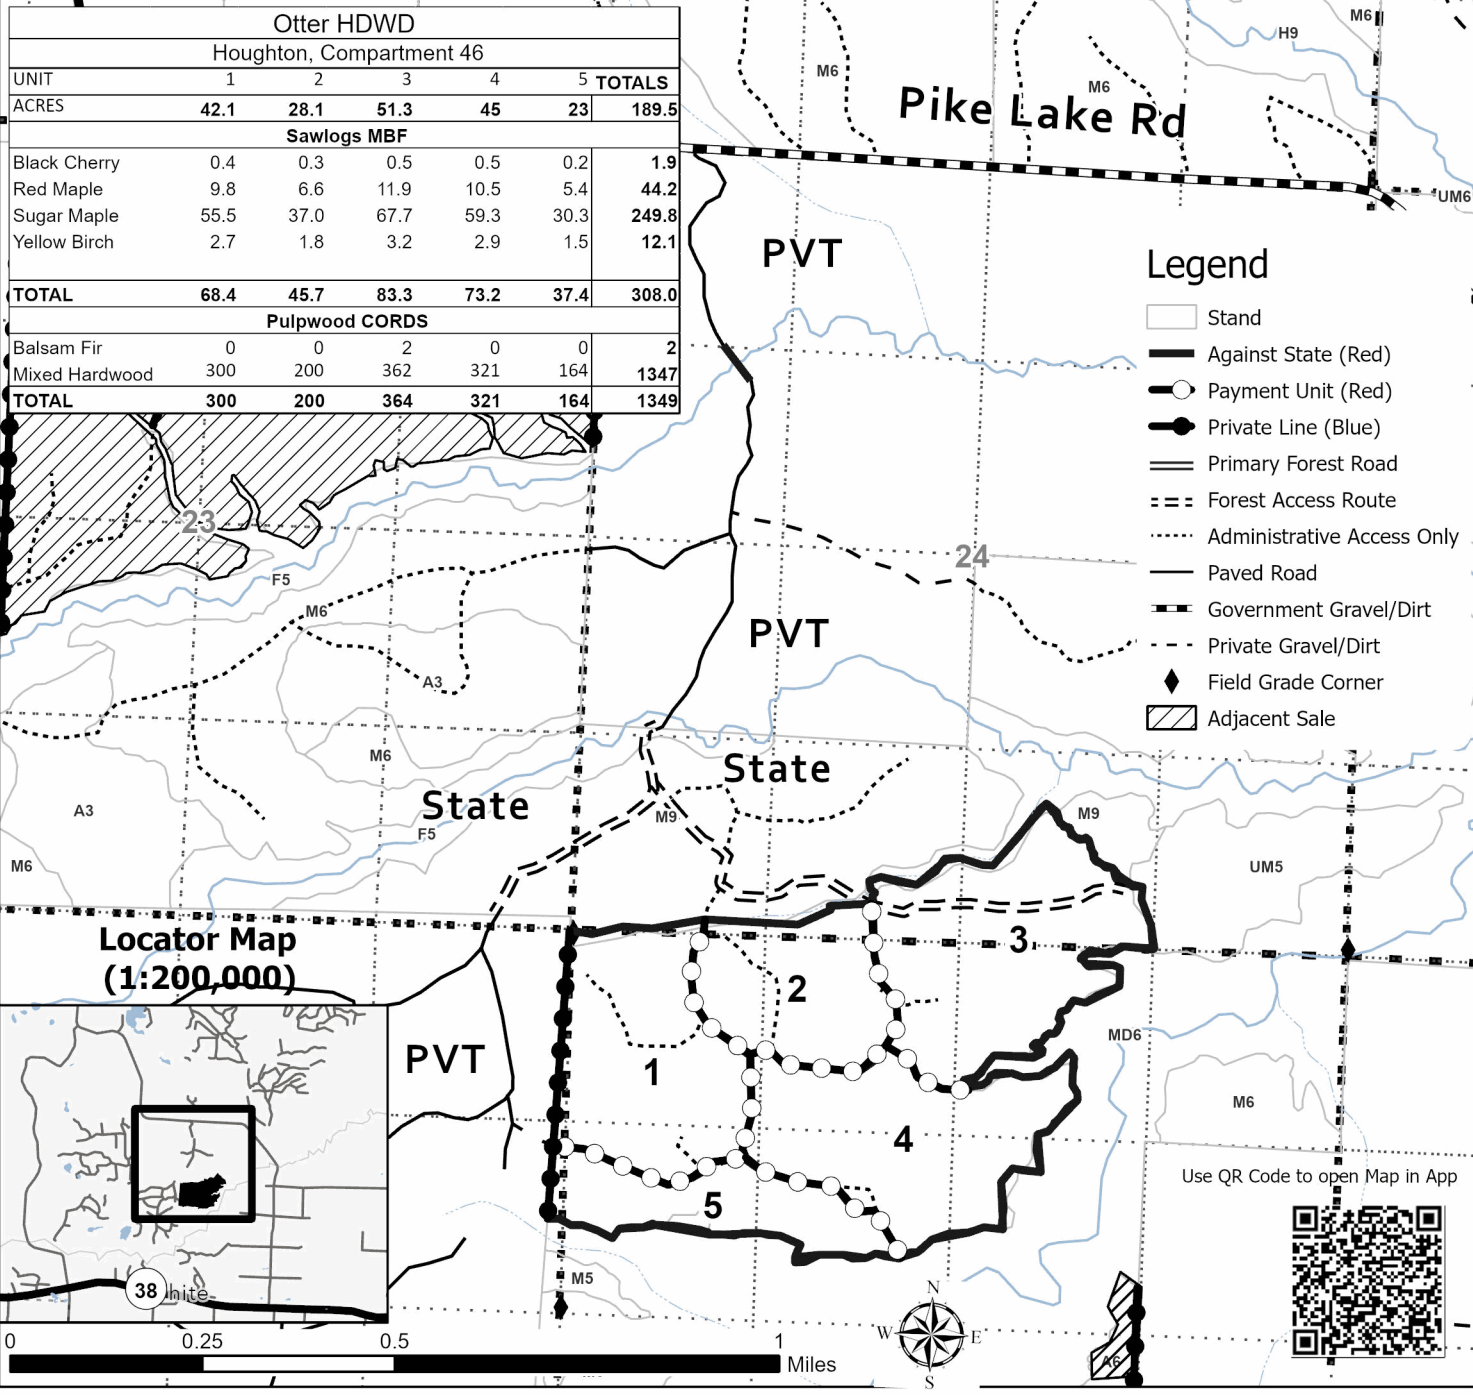 Otter HDWD
Houghton, Compartment 46
UNIT 1 2 3 4 5 TOTALS
ACRES 42.1 28.1 51.3 45 23 189.5
Sawlogs MBF
Black Cherry 0.4 0.3 0.5 0.5 0.2 1.9
Red Maple 9.8 6.6 11.9 10.5 5.4 44.2
Sugar Maple 55.5 37.0 67.7 59.3 30.3 249.8
Yellow Birch 2.7 1.8 3.2 2.9 1.5 12.1
TOTAL 68.4 45.7 83.3 73.2 37.4 308.0
Pulpwood CORDS
Balsam Fir 0 0 2 0 0 2
Mixed Hardwood 300 200 362 321 164 1347
TOTAL 300 200 364 321 164 1349
M6
H9
M6
M6
Pike Lake Rd
UM6
PVT
Legend
Stand
Against State (Red)
Payment Unit (Red)
Private Line (Blue)
Primary Forest Road
Forest Access Route
Administrative Access Only
Paved Road
Government Gravel/Dirt
Private Gravel/Dirt
Field Grade Corner
Adjacent Sale
23
24
F5
M6
PVT
A3
M6
State
State
A3
M9
M9
F5
M6
UM5
Locator Map
(1:200,000)
3
2
MD6
PVT
1
M6
4
5
Use QR Code to open Map in App
M5
38
hite
N
W
E
S
A6
0 0.25 0.5 1
Miles